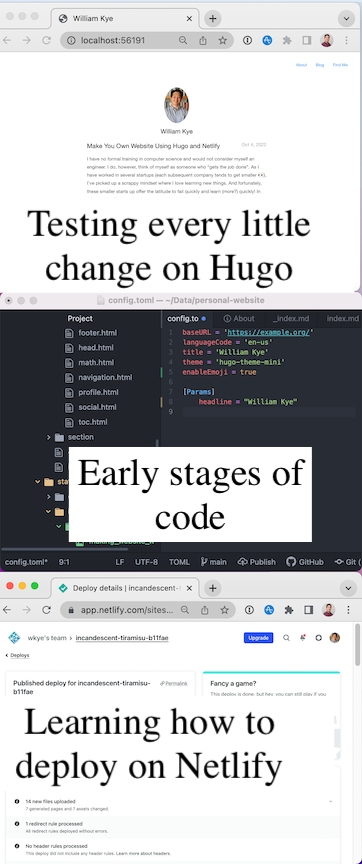 William Kye
localhost:56191
About Blog Find Me
William Kye
Make You Own Website Using Hugo and Netlify Oct 4, 2022
I have no formal training in computer science and would not consider myself an
engineer. I do, however, think of myself as someone who "gets the job done". As I
have worked in several startups (each subsequent company tends to get smaller 👀),
I've picked up a scrappy mindset where I love learning new things. And fortunately,
these smaller starts up offer the latitude to fail quickly and learn (more quickly!) In
Testing every little
change on Hugo
config.toml — ~/Data/personal-website
Project
config.to
About
_index.md
index.md
footer.html
head.html
math.html
navigation.html
profile.html
social.html
toc.html
section
sta
1 baseURL = 'https://example.org/'
2 languageCode = 'en-us'
3 title = 'William Kye'
4 theme = 'hugo-theme-mini'
5 enableEmoji = true
6
7 [Params]
8 headline = "William Kye"
9
Early stages of
code
config.toml* 9:1 LF UTF-8 TOML main Publish GitHub Git (
Deploy details | incandescent-
app.netlify.com/sites...
wkye's team > incandescent-tiramisu-b11fae
Upgrade
< Deploys
Published deploy for incandescent-tiramisu-
b11fae
Permalink
Fancy a game?
This deploy is done, but hey, you can still play if you
Learning how to
deploy on Netlify
14 new files uploaded
7 generated pages and 7 assets changed.
1 redirect rule processed
All redirect rules deployed without errors.
No header rules processed
This deploy did not include any header rules. Learn more about headers.